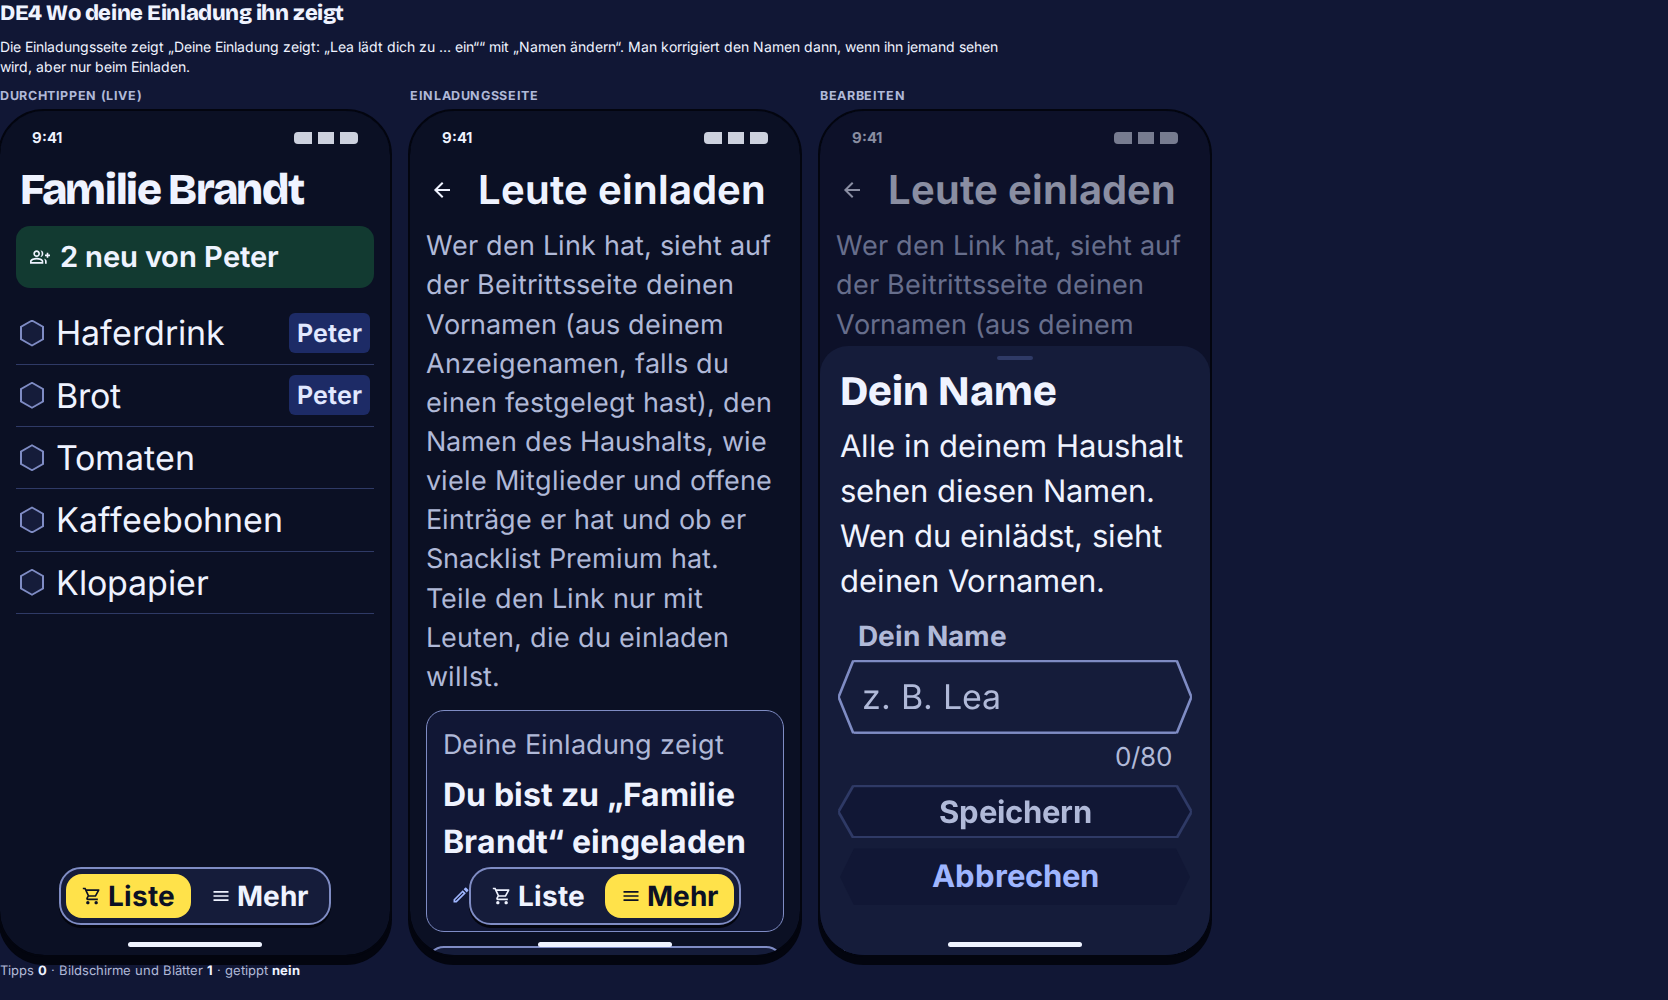 DE4 Wo deine Einladung ihn zeigt
Die Einladungsseite zeigt „Deine Einladung zeigt: „Lea lädt dich zu … ein““ mit „Namen ändern“. Man korrigiert den Namen dann, wenn ihn jemand sehen
wird, aber nur beim Einladen.
DURCHTIPPEN (LIVE)
9:41
Familie Brandt
2 neu von Peter
Haferdrink Peter
Brot Peter
Tomaten
Kaffeebohnen
Klopapier
Liste Mehr
Tipps 0 · Bildschirme und Blätter 1 · getippt nein
EINLADUNGSSEITE
9:41
Leute einladen
Wer den Link hat, sieht auf
der Beitrittsseite deinen
Vornamen (aus deinem
Anzeigenamen, falls du
einen festgelegt hast), den
Namen des Haushalts, wie
viele Mitglieder und offene
Einträge er hat und ob er
Snacklist Premium hat.
Teile den Link nur mit
Leuten, die du einladen
willst.
Deine Einladung zeigt
Du bist zu „Familie
Brandt“ eingeladen
Liste Mehr
BEARBEITEN
9:41
Leute einladen
Wer den Link hat, sieht auf
der Beitrittsseite deinen
Vornamen (aus deinem
Dein Name
Alle in deinem Haushalt
sehen diesen Namen.
Wen du einlädst, sieht
deinen Vornamen.
Dein Name
z. B. Lea
0/80
Speichern
Abbrechen